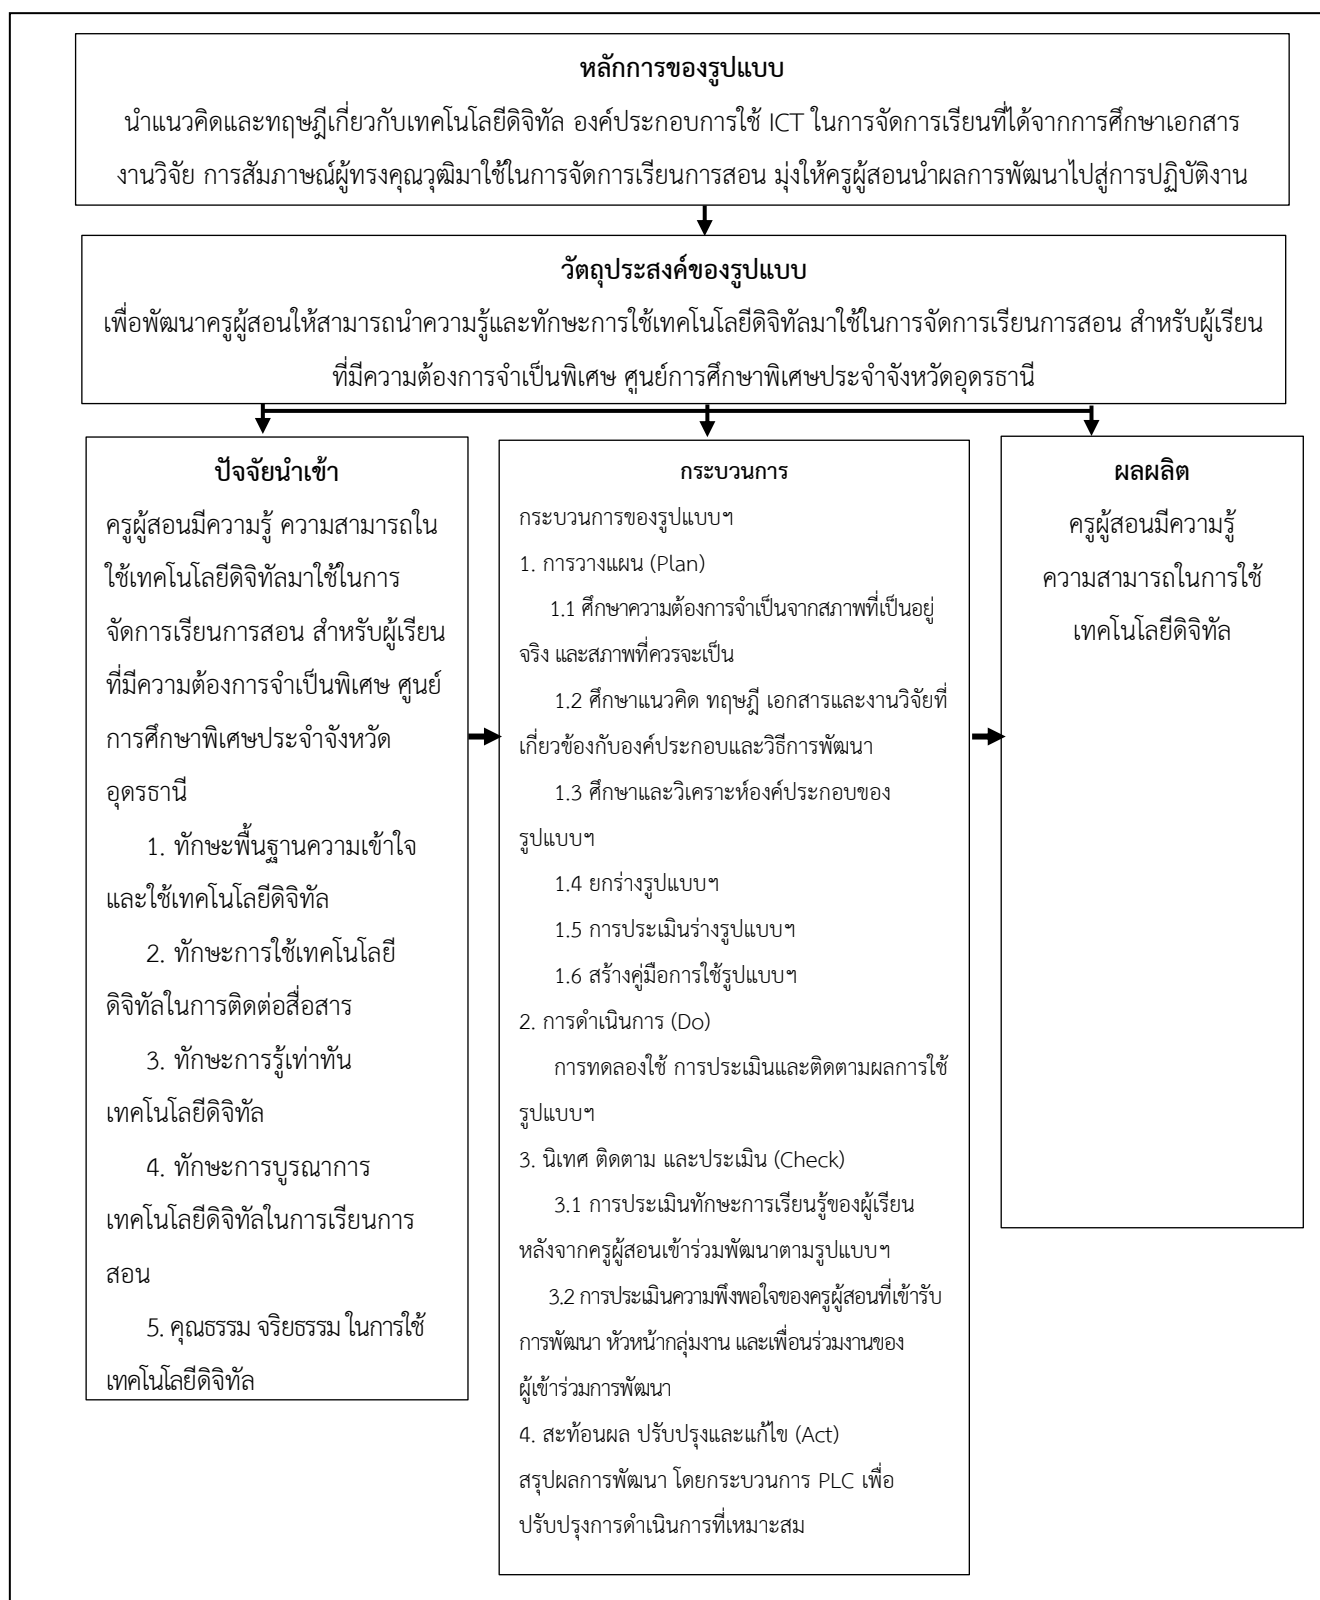 หลักการของรูปแบบ
นำแนวคิดและทฤษฎีเกี่ยวกับเทคโนโลยีดิจิทัล องค์ประกอบการใช้ ICT ในการจัดการเรียนที่ได้จากการศึกษาเอกสาร
งานวิจัย การสัมภาษณ์ผู้ทรงคุณวุฒิมาใช้ในการจัดการเรียนการสอน มุ่งให้ครูผู้สอนนำผลการพัฒนาไปสู่การปฏิบัติงาน
วัตถุประสงค์ของรูปแบบ
เพื่อพัฒนาครูผู้สอนให้สามารถนำความรู้และทักษะการใช้เทคโนโลยีดิจิทัลมาใช้ในการจัดการเรียนการสอน สำหรับผู้เรียน
ที่มีความต้องการจำเป็นพิเศษ ศูนย์การศึกษาพิเศษประจำจังหวัดอุดรธานี
ปัจจัยนำเข้า
ครูผู้สอนมีความรู้ ความสามารถใน
ใช้เทคโนโลยีดิจิทัลมาใช้ในการ
จัดการเรียนการสอน สำหรับผู้เรียน
ที่มีความต้องการจำเป็นพิเศษ ศูนย์
การศึกษาพิเศษประจำจังหวัด
อุดรธานี
1. ทักษะพื้นฐานความเข้าใจ
และใช้เทคโนโลยีดิจิทัล
2. ทักษะการใช้เทคโนโลยี
ดิจิทัลในการติดต่อสื่อสาร
3. ทักษะการรู้เท่าทัน
เทคโนโลยีดิจิทัล
4. ทักษะการบูรณาการ
เทคโนโลยีดิจิทัลในการเรียนการ
สอน
5. คุณธรรม จริยธรรม ในการใช้
เทคโนโลยีดิจิทัล
กระบวนการ
กระบวนการของรูปแบบฯ
1. การวางแผน (Plan)
1.1 ศึกษาความต้องการจำเป็นจากสภาพที่เป็นอยู่
จริง และสภาพที่ควรจะเป็น
1.2 ศึกษาแนวคิด ทฤษฎี เอกสารและงานวิจัยที่
เกี่ยวข้องกับองค์ประกอบและวิธีการพัฒนา
1.3 ศึกษาและวิเคราะห์องค์ประกอบของ
รูปแบบฯ
1.4 ยกร่างรูปแบบฯ
1.5 การประเมินร่างรูปแบบฯ
1.6 สร้างคู่มือการใช้รูปแบบฯ
2. การดำเนินการ (Do)
การทดลองใช้ การประเมินและติดตามผลการใช้
รูปแบบฯ
3. นิเทศ ติดตาม และประเมิน (Check)
3.1 การประเมินทักษะการเรียนรู้ของผู้เรียน
หลังจากครูผู้สอนเข้าร่วมพัฒนาตามรูปแบบฯ
3.2 การประเมินความพึงพอใจของครูผู้สอนที่เข้ารับ
การพัฒนา หัวหน้ากลุ่มงาน และเพื่อนร่วมงานของ
ผู้เข้าร่วมการพัฒนา
4. สะท้อนผล ปรับปรุงและแก้ไข (Act)
สรุปผลการพัฒนา โดยกระบวนการ PLC เพื่อ
ปรับปรุงการดำเนินการที่เหมาะสม
ผลผลิต
ครูผู้สอนมีความรู้
ความสามารถในการใช้
เทคโนโลยีดิจิทัล